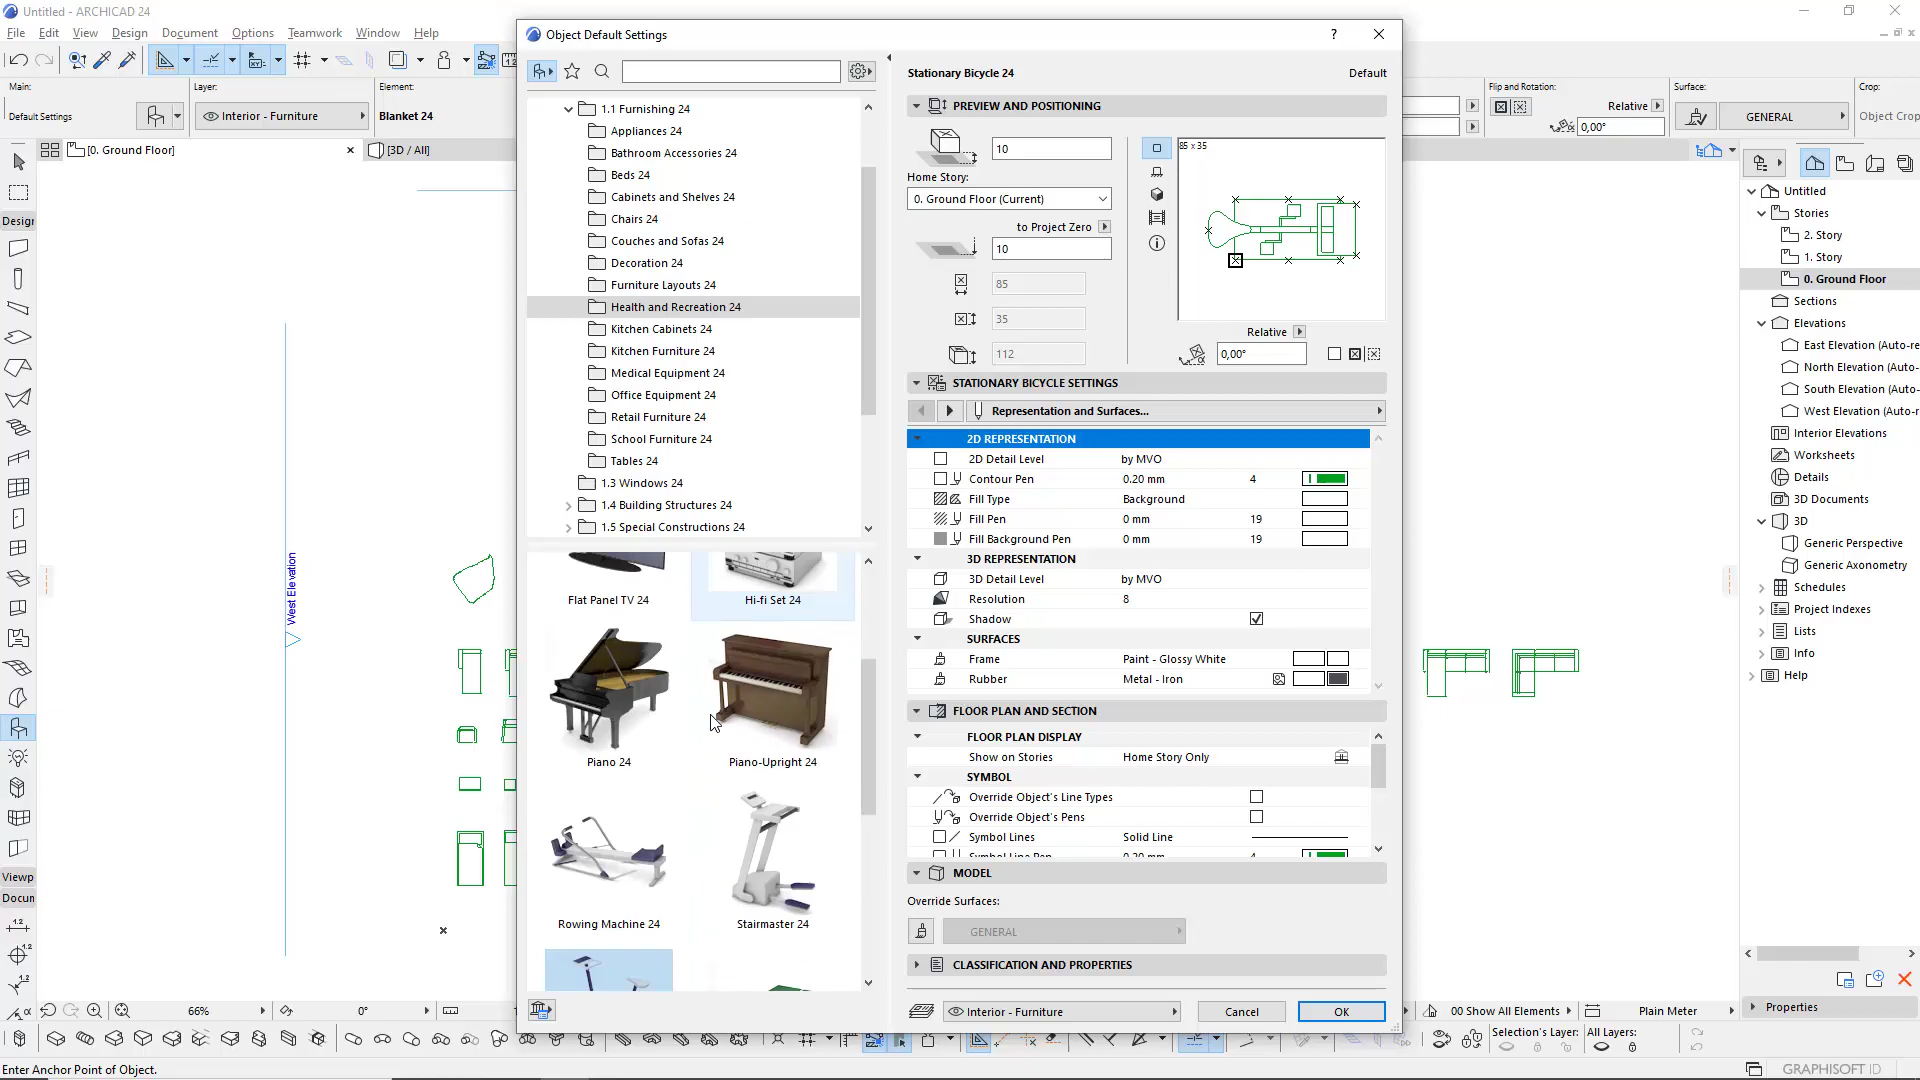 Untitled - ARCHICAD 24
File Edit View Design Document Options Teamwork Window Help
Main:
Default Settings
Layer:
Interior - Furniture
Element:
Blanket 24
Flip and Rotation:
Relative
0,00°
Surface:
GENERAL
Crop:
Object Crop
[0. Ground Floor]
[3D / All]
Design
Viewp
Docun
West Elevation
Object Default Settings
?
1.1 Furnishing 24
Appliances 24
Bathroom Accessories 24
Beds 24
Cabinets and Shelves 24
Chairs 24
Couches and Sofas 24
Decoration 24
Furniture Layouts 24
Health and Recreation 24
Kitchen Cabinets 24
Kitchen Furniture 24
Medical Equipment 24
Office Equipment 24
Retail Furniture 24
School Furniture 24
Tables 24
1.3 Windows 24
1.4 Building Structures 24
1.5 Special Constructions 24
Flat Panel TV 24
Hi-fi Set 24
Piano 24
Piano-Upright 24
Rowing Machine 24
Stairmaster 24
Stationary Bicycle 24
Default
PREVIEW AND POSITIONING
10
Home Story:
0. Ground Floor (Current)
to Project Zero
10
85
35
112
85 x 35
Relative
0,00°
STATIONARY BICYCLE SETTINGS
Representation and Surfaces...
2D REPRESENTATION
2D Detail Level by MVO
Contour Pen 0.20 mm 4
Fill Type Background
Fill Pen 0 mm 19
Fill Background Pen 0 mm 19
3D REPRESENTATION
3D Detail Level by MVO
Resolution 8
Shadow
SURFACES
Frame Paint - Glossy White
Rubber Metal - Iron
FLOOR PLAN AND SECTION
FLOOR PLAN DISPLAY
Show on Stories Home Story Only
SYMBOL
Override Object's Line Types
Override Object's Pens
Symbol Lines Solid Line
Symbol Line Pen 0.20 mm 4
MODEL
Override Surfaces:
GENERAL
CLASSIFICATION AND PROPERTIES
Interior - Furniture
Cancel
OK
Untitled
Stories
2. Story
1. Story
0. Ground Floor
Sections
Elevations
East Elevation (Auto-re
North Elevation (Auto-
South Elevation (Auto-
West Elevation (Auto-r
Interior Elevations
Worksheets
Details
3D Documents
3D
Generic Perspective
Generic Axonometry
Schedules
Project Indexes
Lists
Info
Help
Properties
66%
0°
00 Show All Elements
Plain Meter
Selection's Layer:
All Layers:
Enter Anchor Point of Object.
GRAPHISOFT ID